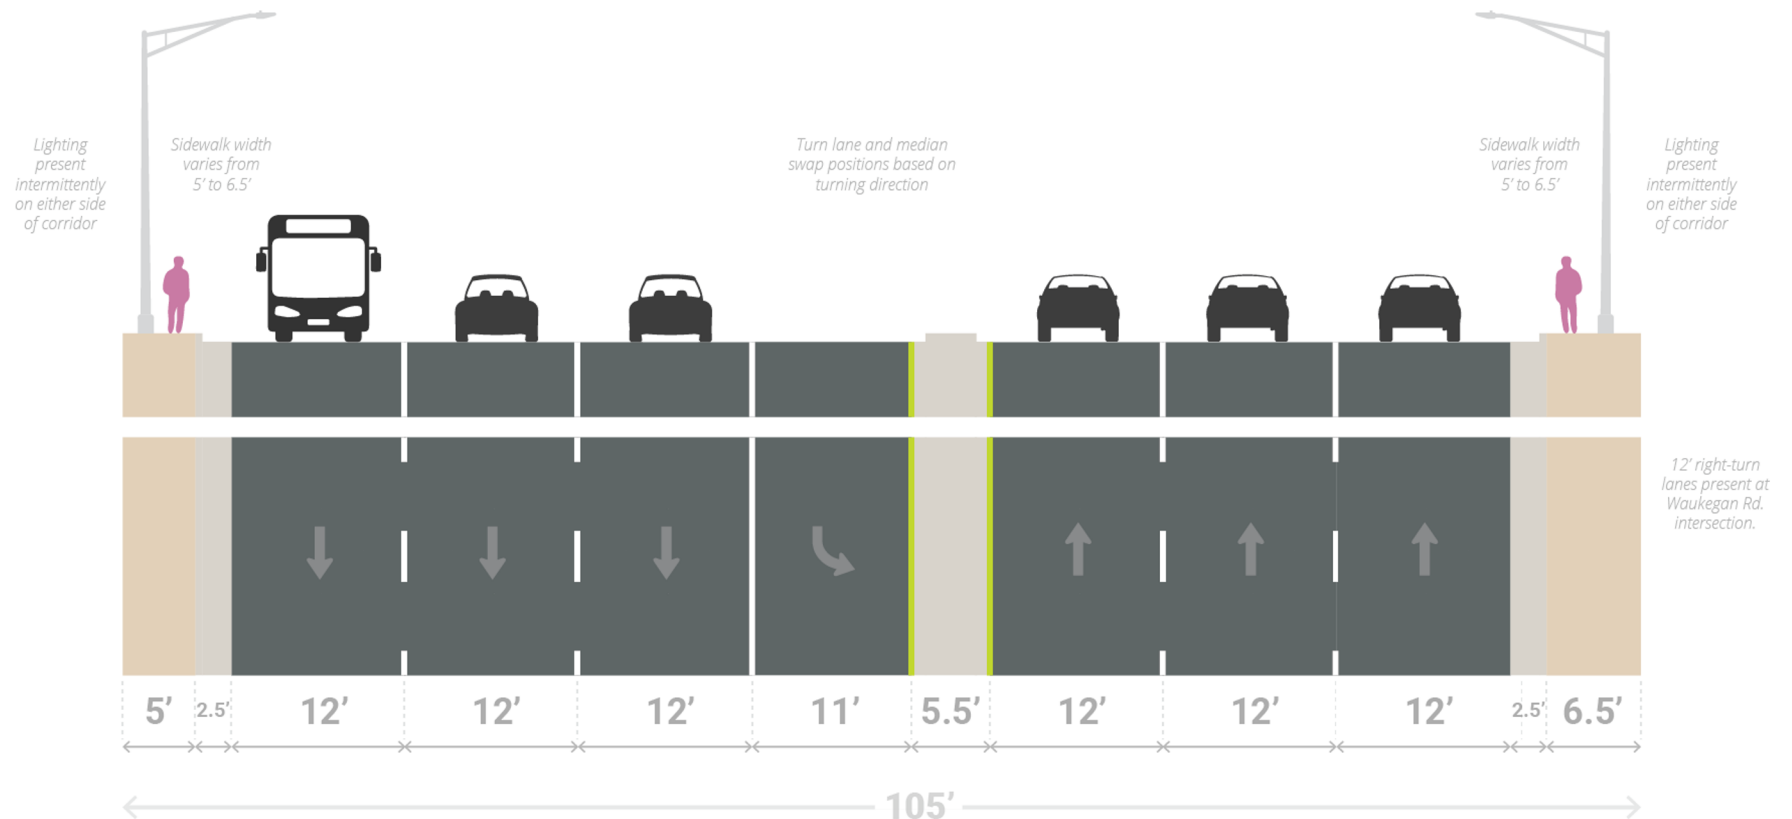 Lighting
present
intermittently
on either side
of corridor
Sidewalk width
varies from
5’ to 6.5’
Turn lane and median
swap positions based on
turning direction
Sidewalk width
varies from
5’ to 6.5’
Lighting
present
intermittently
on either side
of corridor
12’ right-turn
lanes present at
Waukegan Rd.
intersection.
5’ 2.5’ 12’ 12’ 12’ 11’ 5.5’ 12’ 12’ 12’ 2.5’ 6.5’
105’